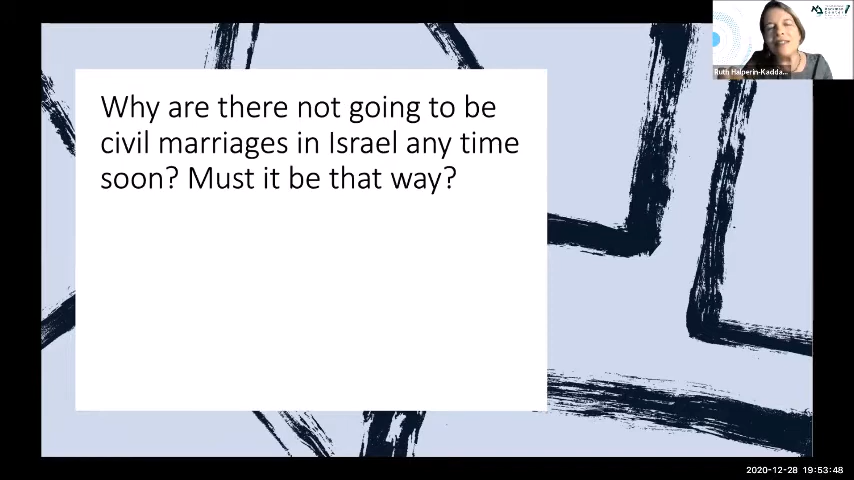 Why are there not going to be
civil marriages in Israel any time
soon? Must it be that way?
Ruth Halperin-Kadda...
2020-12-28 19:53:48